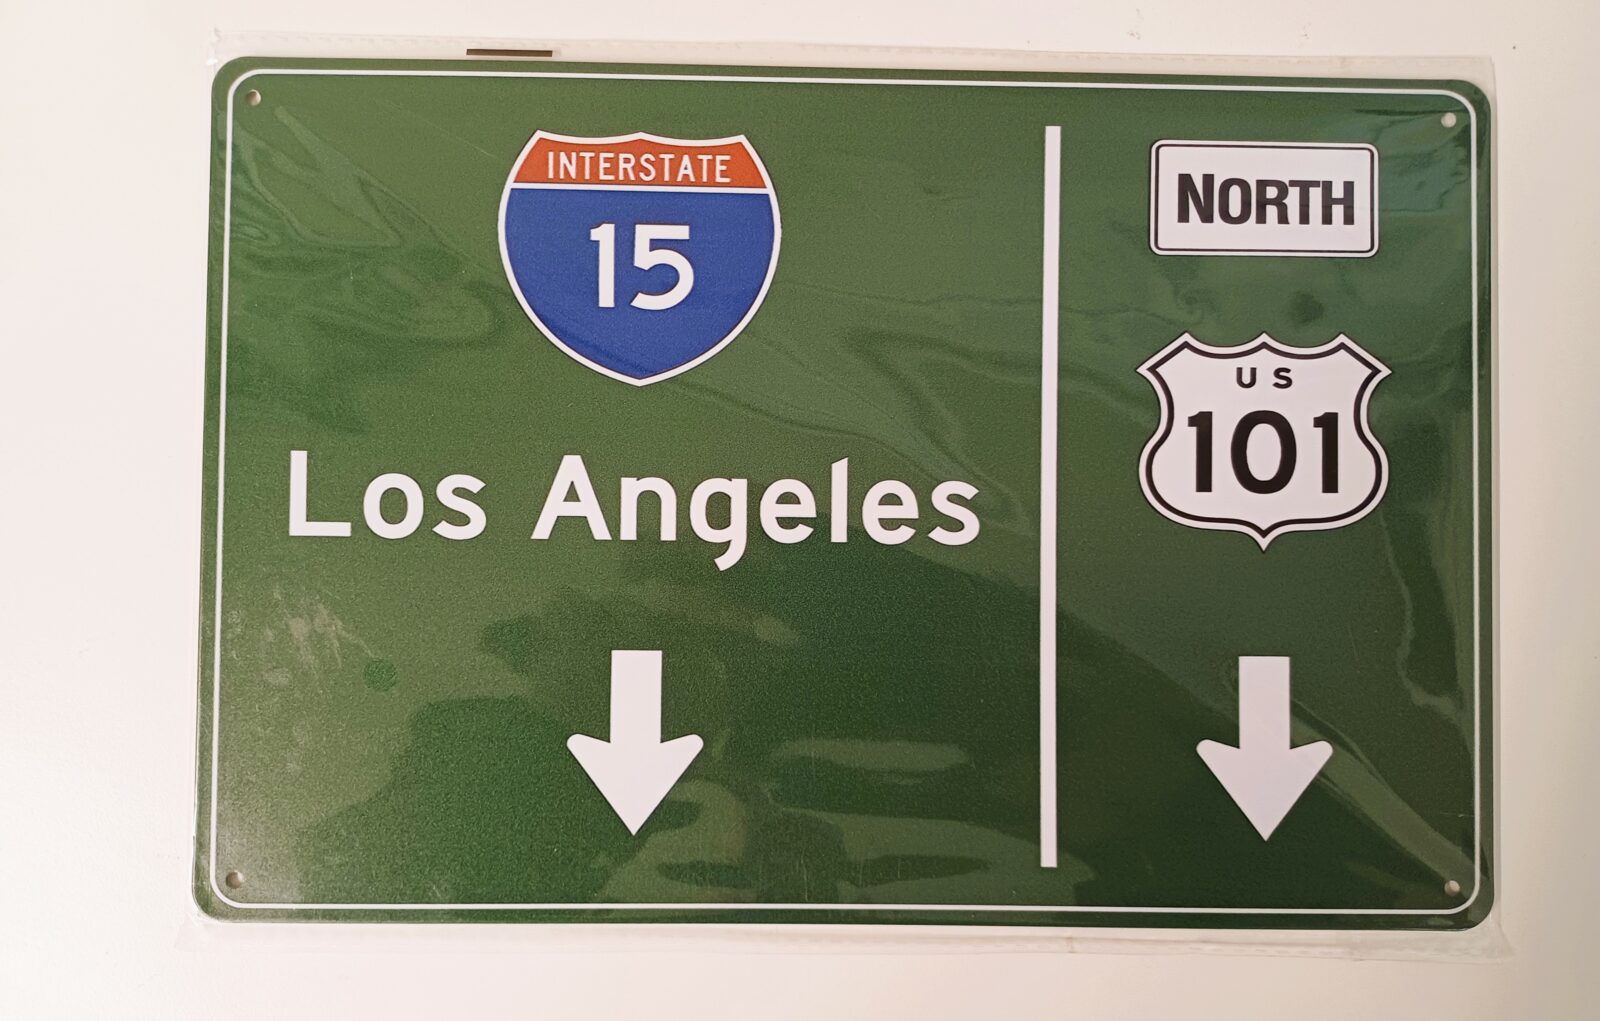 INTERSTATE
15
Los Angeles
NORTH
US
101